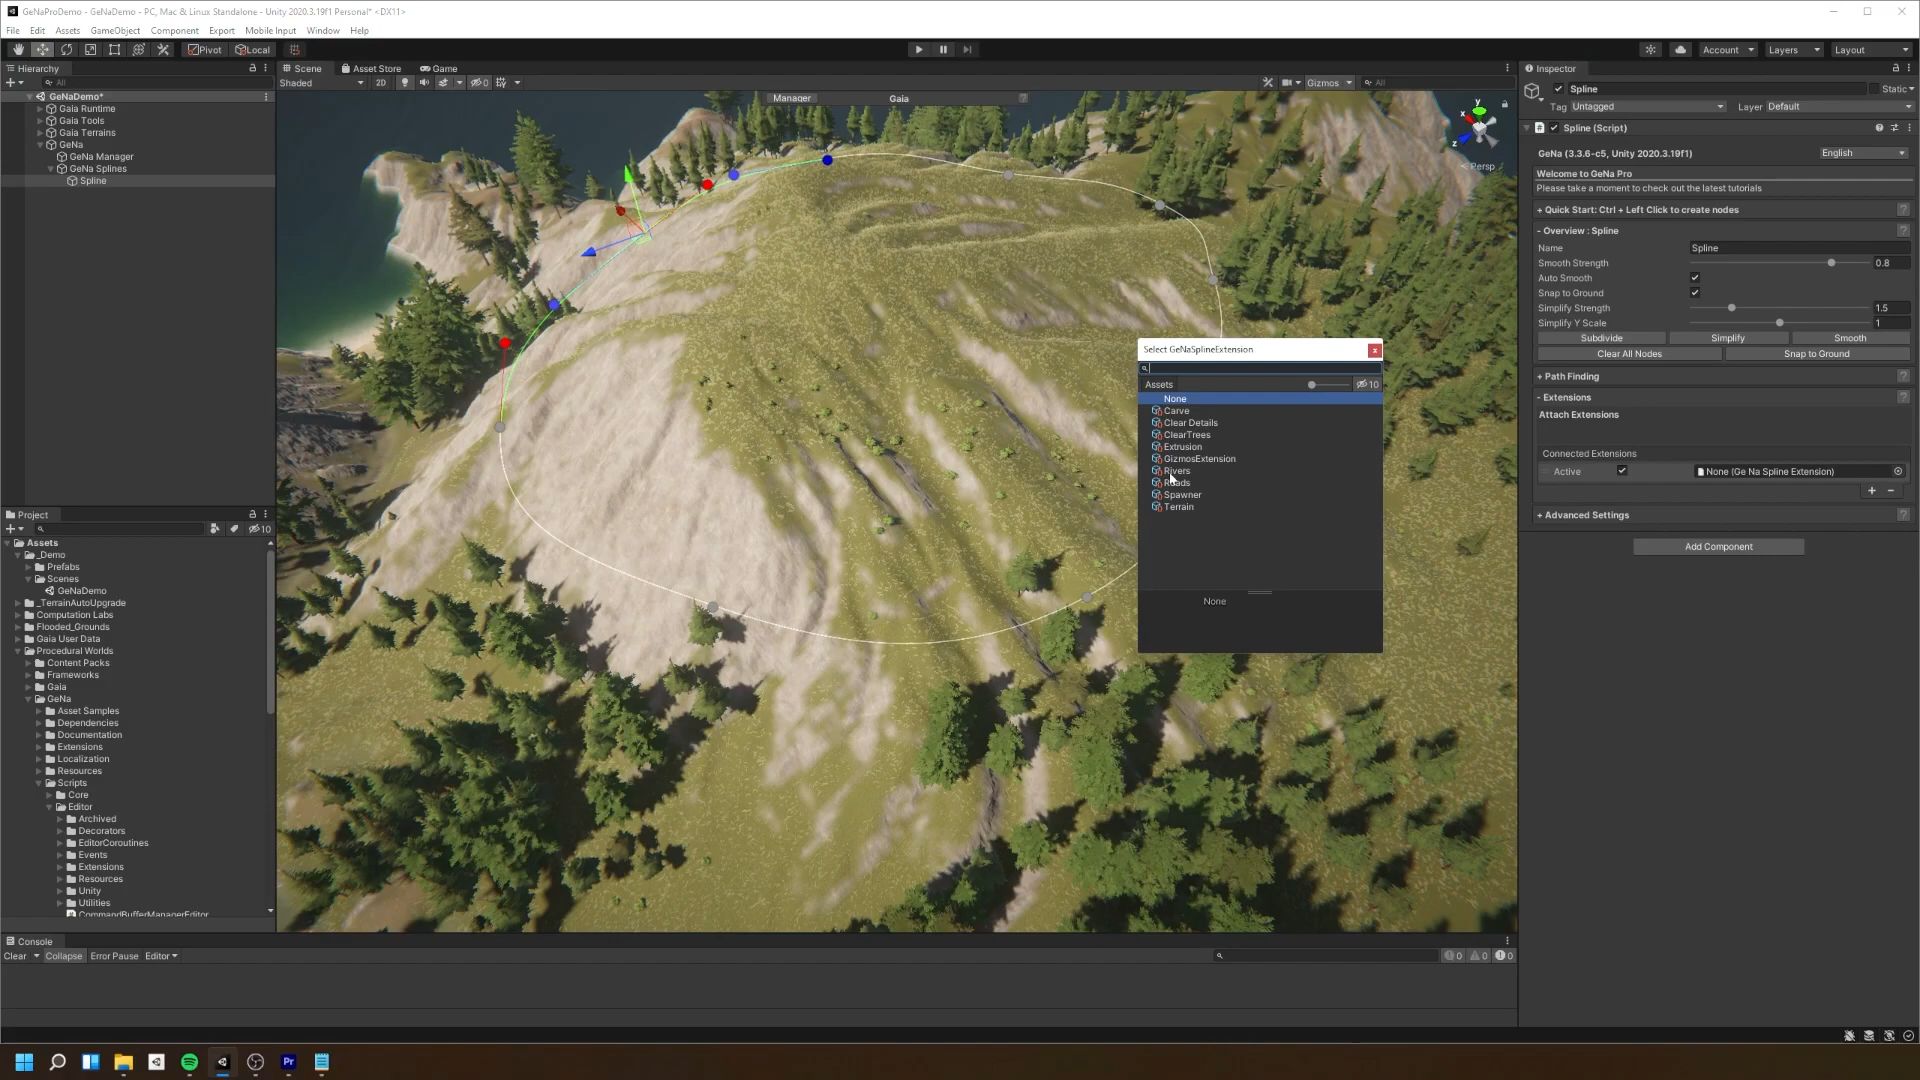 GeNaProDemo - GeNaDemo - PC, Mac & Linux Standalone - Unity 2020.3.19f1 Personal* <DX11>
File Edit Assets GameObject Component Export Mobile Input Window Help
Pivot Local Account Layers Layout
Hierarchy
All
GeNaDemo*
Gaia Runtime
Gaia Tools
Gaia Terrains
GeNa
GeNa Manager
GeNa Splines
Spline
Scene Asset Store Game
Shaded 2D 0 Gizmos All
Manager Gaia
y
x
z
< Persp
Select GeNaSplineExtension
x
Assets 10
None
Carve
Clear Details
ClearTrees
Extrusion
GizmosExtension
Rivers
Roads
Spawner
Terrain
None
Inspector
Spline Static
Tag Untagged Layer Default
Spline (Script)
GeNa (3.3.6-c5, Unity 2020.3.19f1) English
Welcome to GeNa Pro
Please take a moment to check out the latest tutorials
+ Quick Start: Ctrl + Left Click to create nodes ?
- Overview : Spline ?
Name Spline
Smooth Strength 0.8
Auto Smooth
Snap to Ground
Simplify Strength 1.5
Simplify Y Scale 1
Subdivide Simplify Smooth
Clear All Nodes Snap to Ground
+ Path Finding ?
- Extensions ?
Attach Extensions
Connected Extensions
Active None (Ge Na Spline Extension)
+ −
+ Advanced Settings ?
Add Component
Project
10
Assets
_Demo
Prefabs
Scenes
GeNaDemo
_TerrainAutoUpgrade
Computation Labs
Flooded_Grounds
Gaia User Data
Procedural Worlds
Content Packs
Frameworks
Gaia
GeNa
Asset Samples
Dependencies
Documentation
Extensions
Localization
Resources
Scripts
Core
Editor
Archived
Decorators
EditorCoroutines
Events
Extensions
Resources
Unity
Utilities
CommandBufferManagerEditor
Console
Clear Collapse Error Pause Editor 0 0 0
Pr